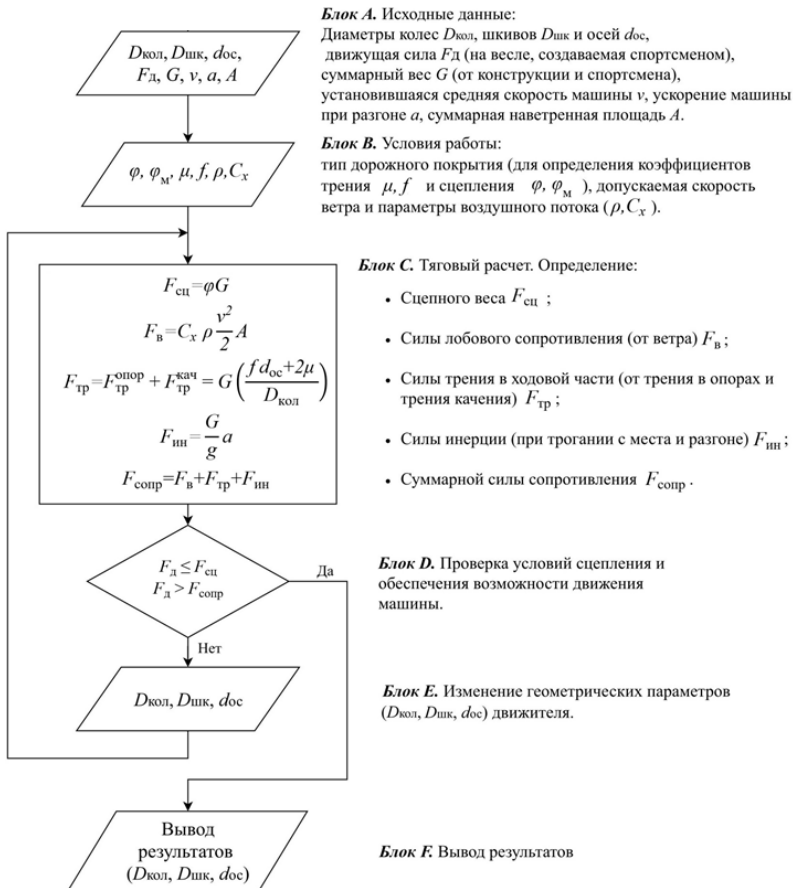 Блок А. Исходные данные:
Диаметры колес Dкол, шкивов Dшк и осей dос,
движущая сила Fд (на весле, создаваемая спортсменом),
суммарный вес G (от конструкции и спортсмена),
установившаяся средняя скорость машины v, ускорение машины
при разгоне a, суммарная наветренная площадь A.
Dкол, Dшк, dос,
Fд, G, v, a, A
Блок B. Условия работы:
тип дорожного покрытия (для определения коэффициентов
трения μ, f и сцепления φ, φм ), допускаемая скорость
ветра и параметры воздушного потока (ρ,Cx ).
φ, φм, μ, f, ρ, Cx
Блок C. Тяговый расчет. Определение:
• Сцепного веса Fсц ;
• Силы лобового сопротивления (от ветра) Fв ;
• Силы трения в ходовой части (от трения в опорах и
трения качения) Fтр ;
• Силы инерции (при трогании с места и разгоне) Fин ;
• Суммарной силы сопротивления Fсопр .
Fсц=φG
Fв=Cx ρ v²/2 A
Fтр=Fтр^опор + Fтр^кач = G((f dос+2μ)/Dкол)
Fин=G/g a
Fсопр=Fв+Fтр+Fин
Fд ≤ Fсц
Fд > Fсопр
Да
Нет
Блок D. Проверка условий сцепления и
обеспечения возможности движения
машины.
Dкол, Dшк, dос
Блок E. Изменение геометрических параметров
(Dкол, Dшк, dос) движителя.
Вывод
результатов
(Dкол, Dшк, dос)
Блок F. Вывод результатов